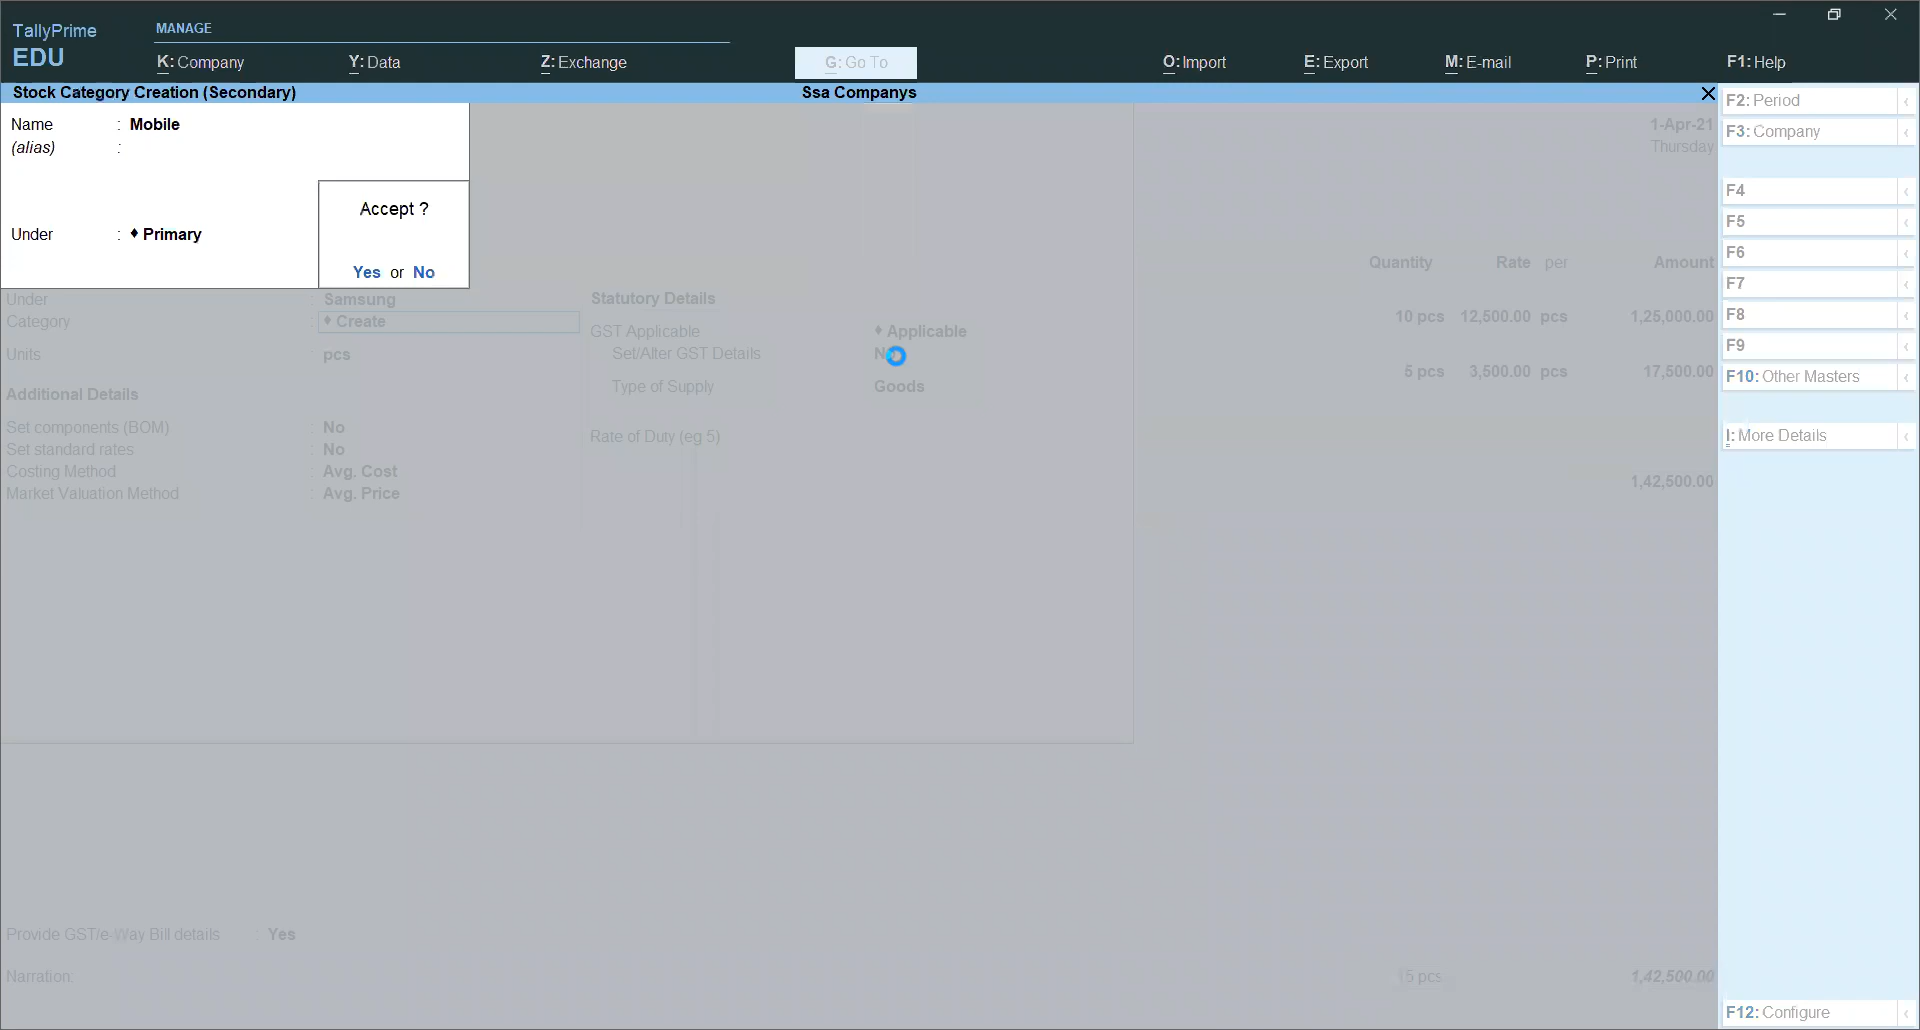 TallyPrime
EDU
MANAGE
K: Company
Y: Data
Z: Exchange
G: Go To
O: Import
E: Export
M: E-mail
P: Print
F1: Help
Stock Category Creation (Secondary)
Ssa Companys
Name : Mobile
(alias) :
Under : ♦ Primary
Accept ?
Yes or No
1-Apr-21
Thursday
Under Samsung
Category ♦ Create
Units pcs
Additional Details
Set components (BOM) No
Set standard rates No
Costing Method Avg. Cost
Market Valuation Method Avg. Price
Statutory Details
GST Applicable ♦ Applicable
Set/Alter GST Details
Type of Supply Goods
Rate of Duty (eg 5)
Quantity Rate per Amount
10 pcs 12,500.00 pcs 1,25,000.00
5 pcs 3,500.00 pcs 17,500.00
1,42,500.00
Provide GST/e-Way Bill details : Yes
Narration:
15 pcs 1,42,500.00
F2: Period
F3: Company
F4
F5
F6
F7
F8
F9
F10: Other Masters
I: More Details
F12: Configure